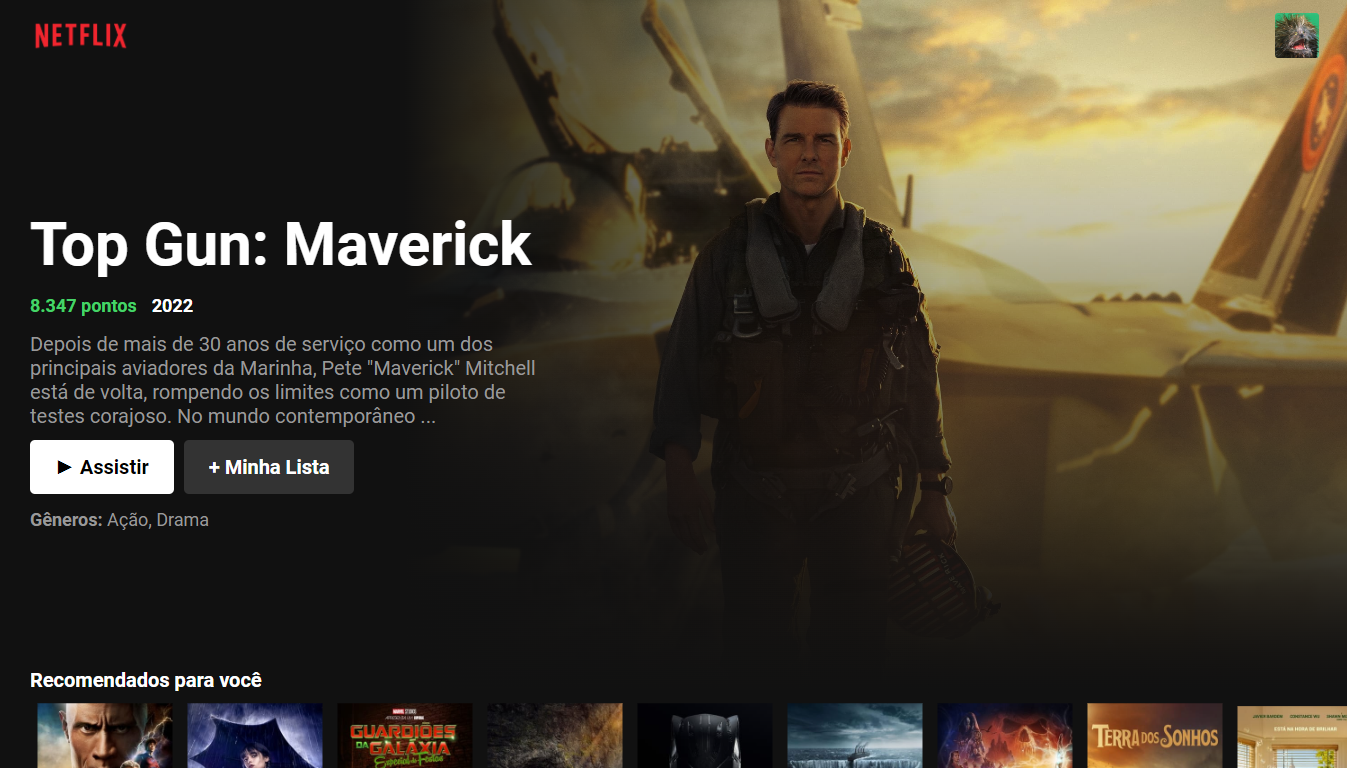 NETFLIX
Top Gun: Maverick
8.347 pontos 2022
Depois de mais de 30 anos de serviço como um dos
principais aviadores da Marinha, Pete "Maverick" Mitchell
está de volta, rompendo os limites como um piloto de
testes corajoso. No mundo contemporâneo ...
► Assistir + Minha Lista
Gêneros: Ação, Drama
Recomendados para você
GUARDIÕES
DA GALÁXIA
Especial de Festas
TERRA DOS SONHOS